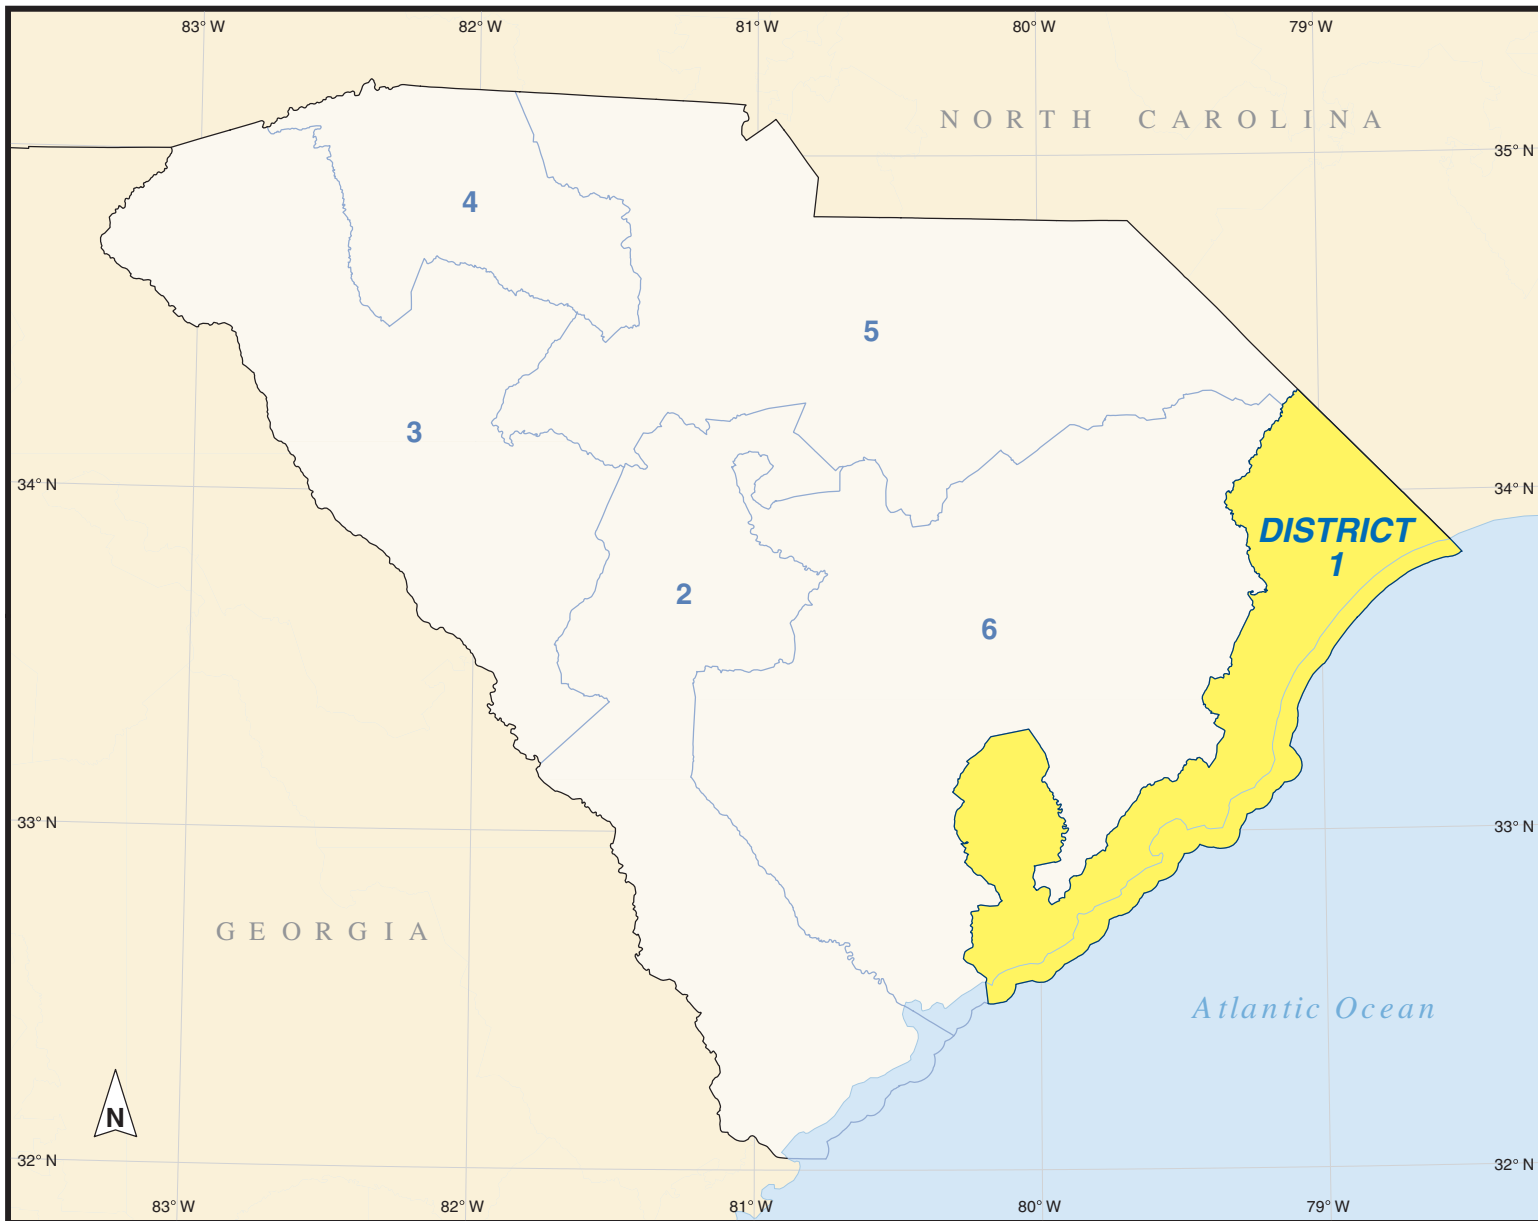 83° W 82° W 81° W 80° W 79° W
NORTH CAROLINA
35° N
4
5
3
34° N 34° N
DISTRICT
1
2
6
33° N 33° N
GEORGIA
Atlantic Ocean
N
32° N 32° N
83° W 82° W 81° W 80° W 79° W